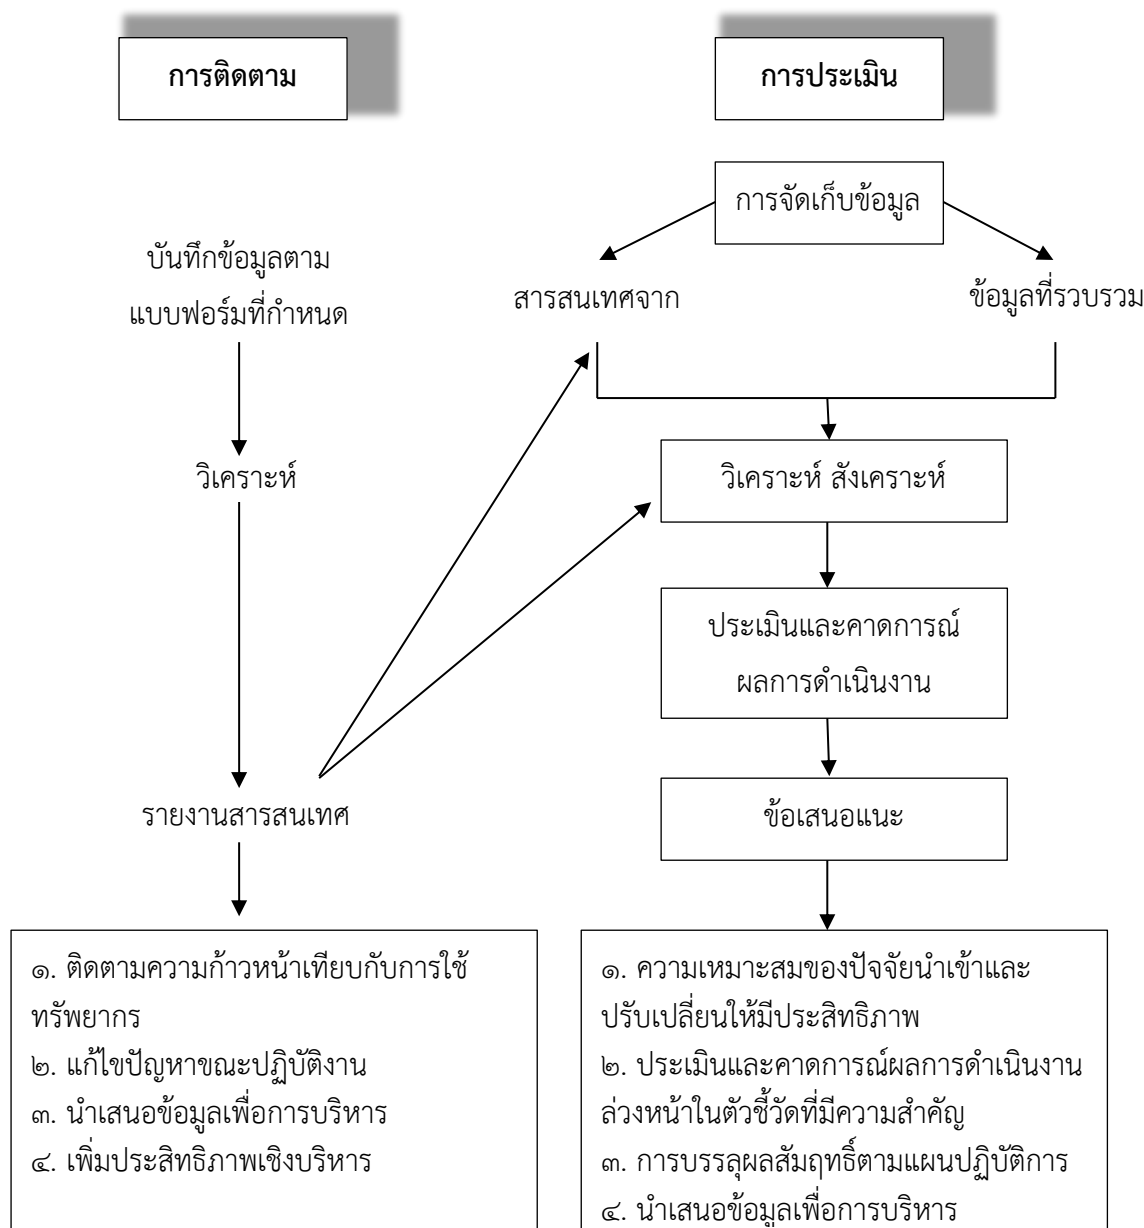 การติดตาม
บันทึกข้อมูลตาม
แบบฟอร์มที่กำหนด
วิเคราะห์
รายงานสารสนเทศ
๑. ติดตามความก้าวหน้าเทียบกับการใช้
ทรัพยากร
๒. แก้ไขปัญหาขณะปฏิบัติงาน
๓. นำเสนอข้อมูลเพื่อการบริหาร
๔. เพิ่มประสิทธิภาพเชิงบริหาร
การประเมิน
การจัดเก็บข้อมูล
สารสนเทศจาก
ข้อมูลที่รวบรวม
วิเคราะห์ สังเคราะห์
ประเมินและคาดการณ์
ผลการดำเนินงาน
ข้อเสนอแนะ
๑. ความเหมาะสมของปัจจัยนำเข้าและ
ปรับเปลี่ยนให้มีประสิทธิภาพ
๒. ประเมินและคาดการณ์ผลการดำเนินงาน
ล่วงหน้าในตัวชี้วัดที่มีความสำคัญ
๓. การบรรลุผลสัมฤทธิ์ตามแผนปฏิบัติการ
๔. นำเสนอข้อมูลเพื่อการบริหาร